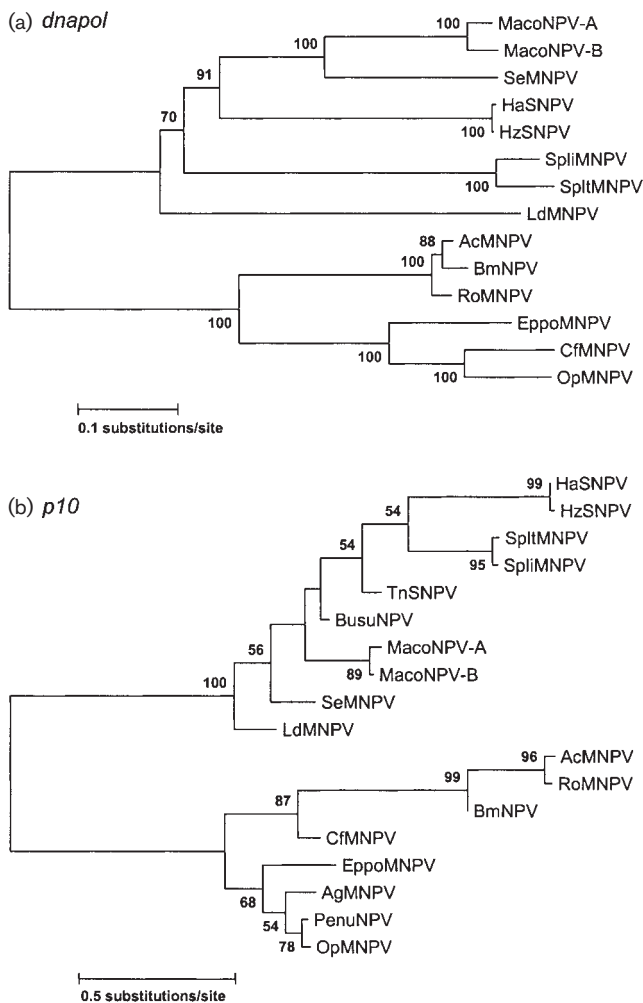 (a) dnapol
100
MacoNPV-A
100
MacoNPV-B
91
SeMNPV
70
HaSNPV
100
HzSNPV
SpliMNPV
100
SpltMNPV
LdMNPV
88
AcMNPV
100
BmNPV
RoMNPV
100
EppoMNPV
100
CfMNPV
100
OpMNPV
0.1 substitutions/site
(b) p10
99
HaSNPV
HzSNPV
54
SpltMNPV
54
95
SpliMNPV
TnSNPV
BusuNPV
56
MacoNPV-A
89
MacoNPV-B
100
SeMNPV
LdMNPV
96
AcMNPV
99
RoMNPV
87
BmNPV
CfMNPV
EppoMNPV
68
AgMNPV
54
PenuNPV
78
OpMNPV
0.5 substitutions/site